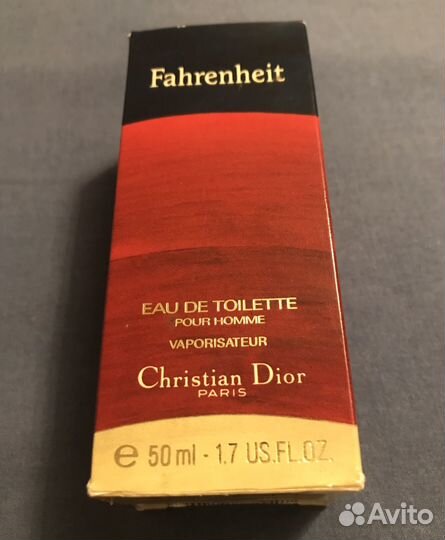 Fahrenheit
EAU DE TOILETTE
POUR HOMME
VAPORISATEUR
Christian Dior
PARIS
e 50 ml - 1.7 US.FL.OZ.
Avito